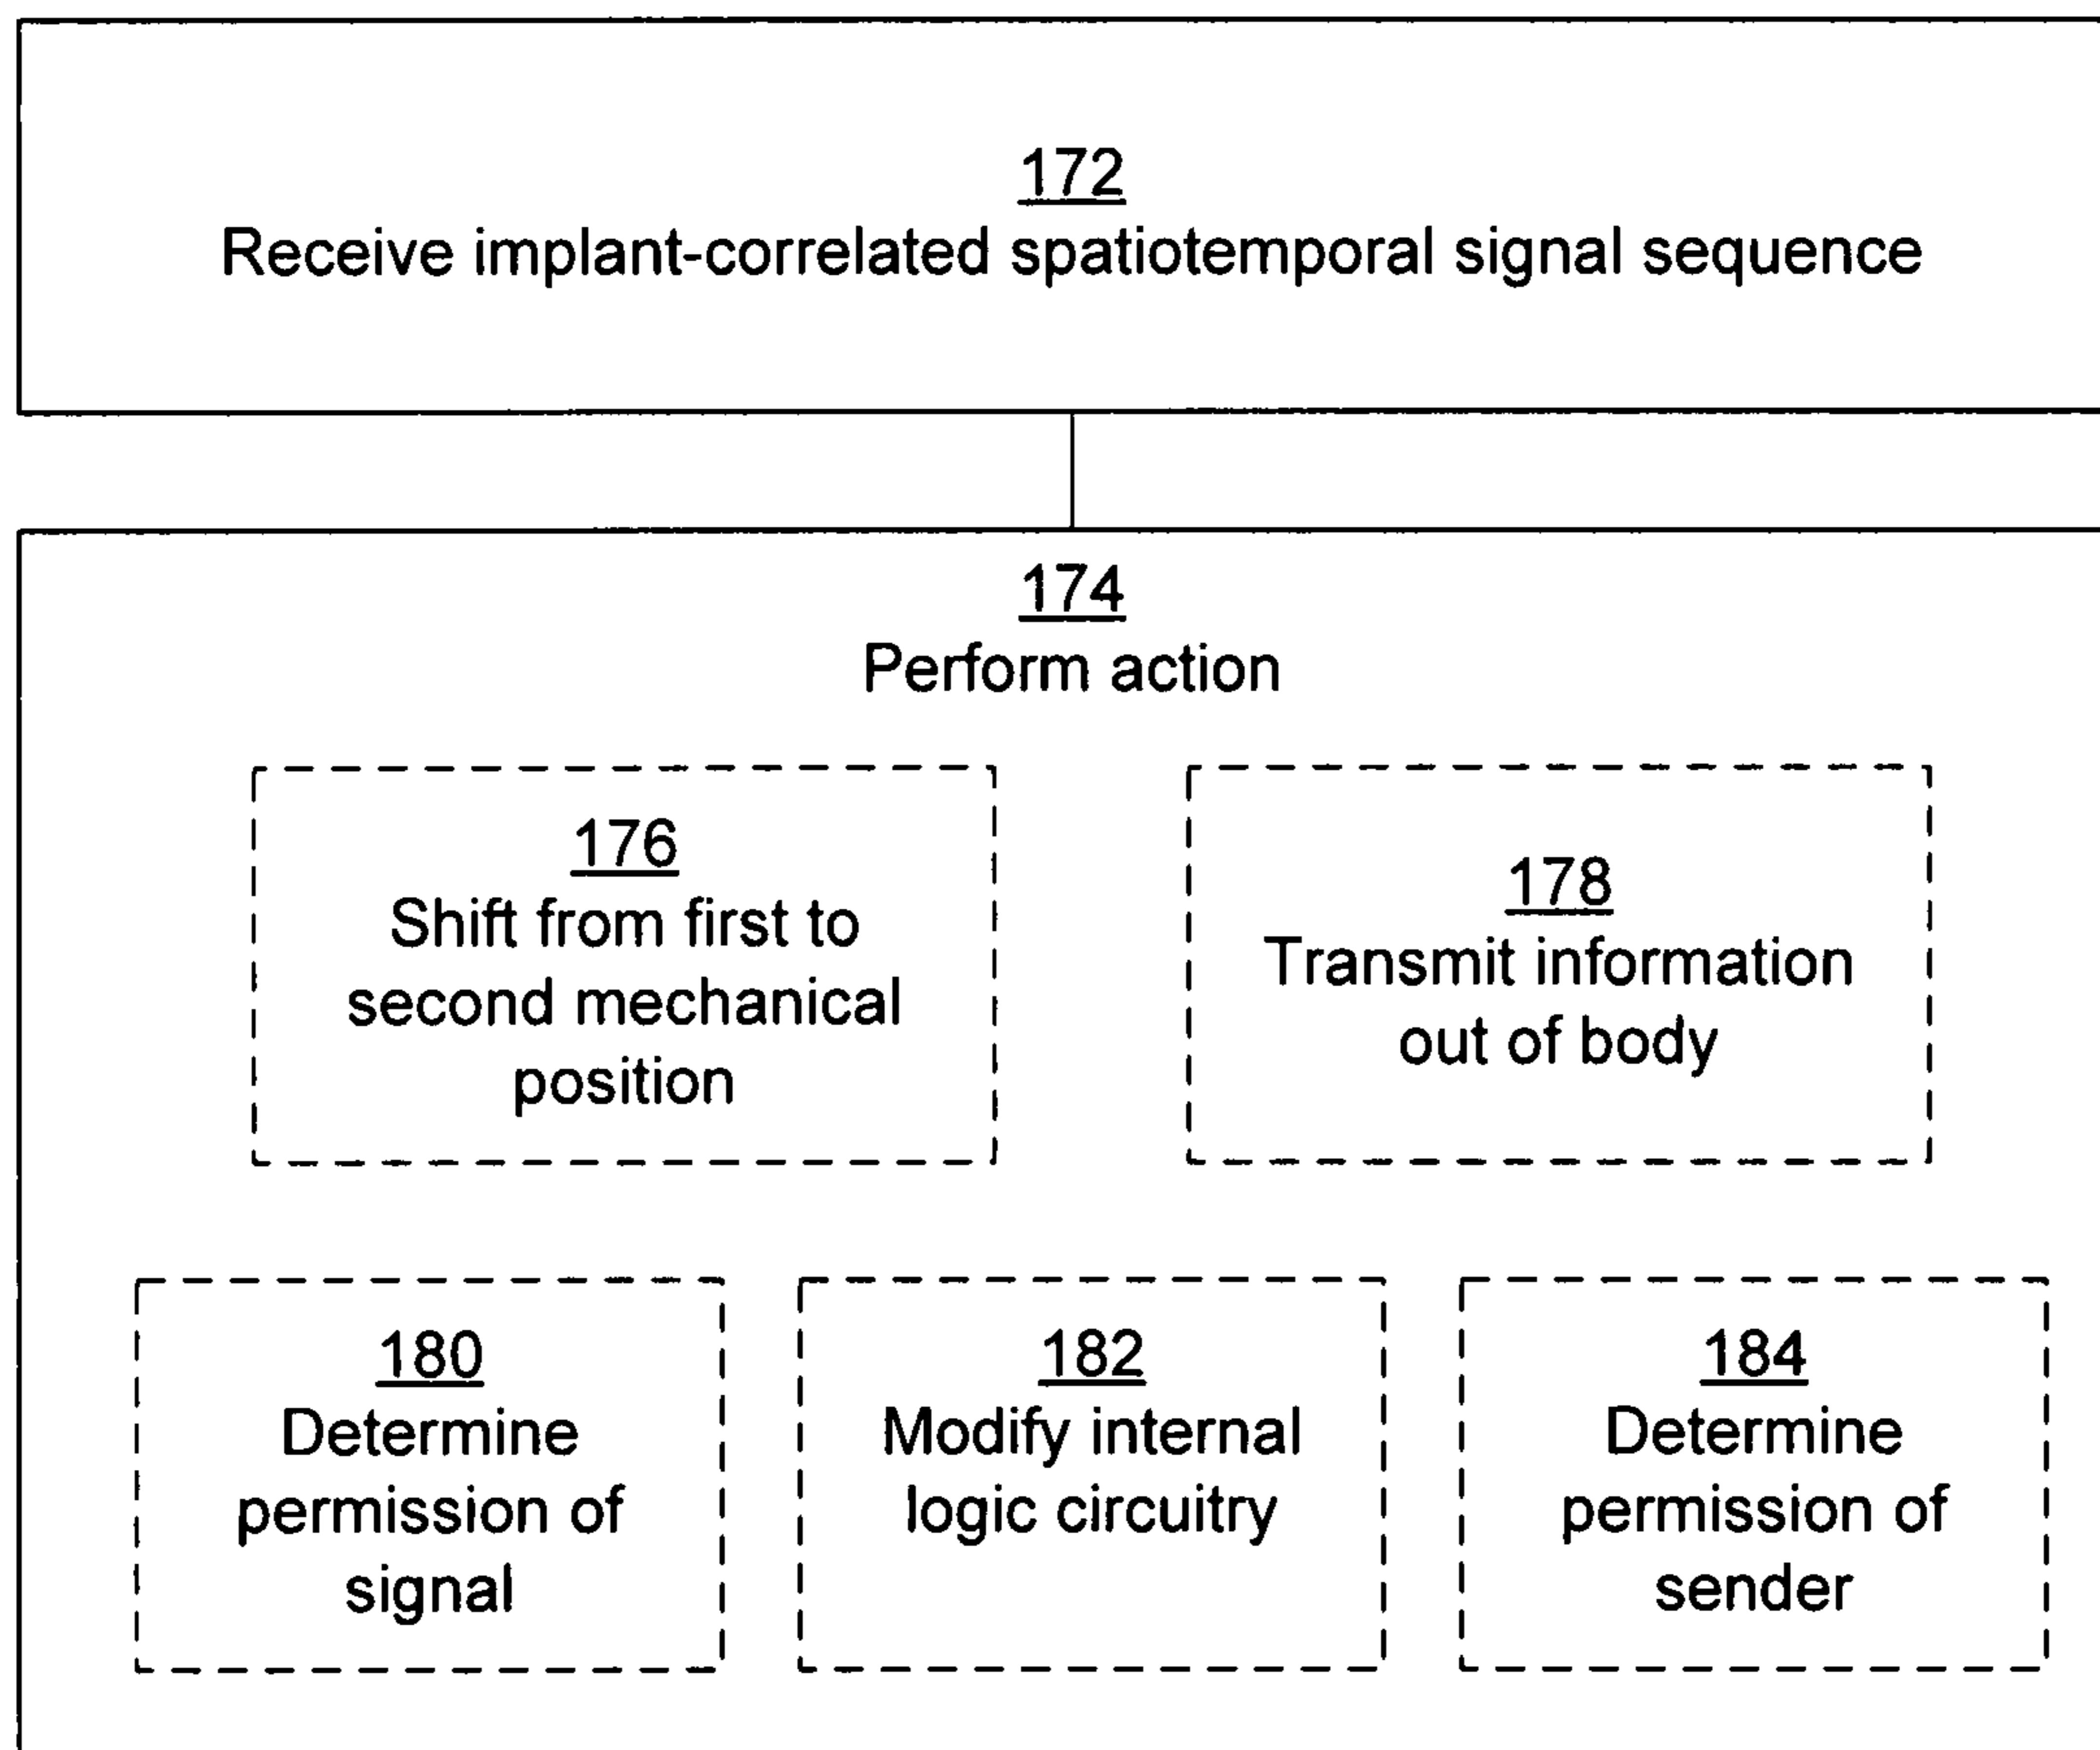 172
Receive implant-correlated spatiotemporal signal sequence
174
Perform action
176
Shift from first to
second mechanical
position
178
Transmit information
out of body
180
Determine
permission of
signal
182
Modify internal
logic circuitry
184
Determine
permission of
sender